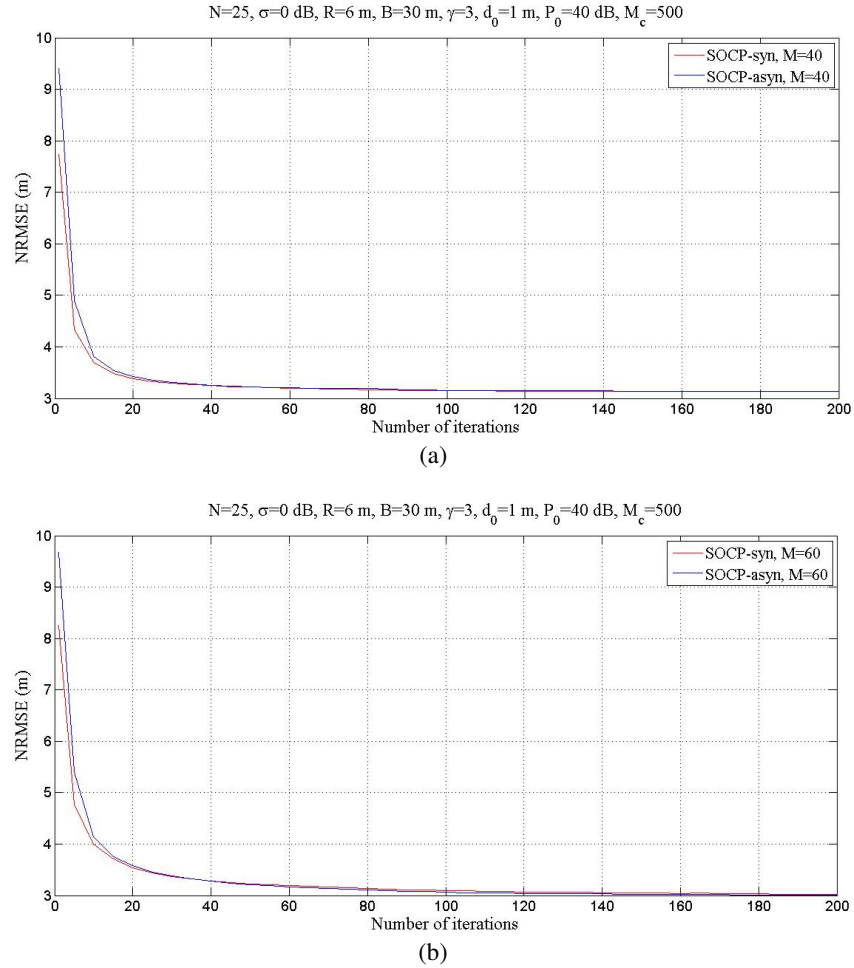 N=25, σ=0 dB, R=6 m, B=30 m, γ=3, d₀=1 m, P₀=40 dB, M_c=500
10
9
8
7
6
5
4
3
NRMSE (m)
SOCP-syn, M=40
SOCP-asyn, M=40
0 20 40 60 80 100 120 140 160 180 200
Number of iterations
(a)
N=25, σ=0 dB, R=6 m, B=30 m, γ=3, d₀=1 m, P₀=40 dB, M_c=500
10
9
8
7
6
5
4
3
NRMSE (m)
SOCP-syn, M=60
SOCP-asyn, M=60
0 20 40 60 80 100 120 140 160 180 200
Number of iterations
(b)